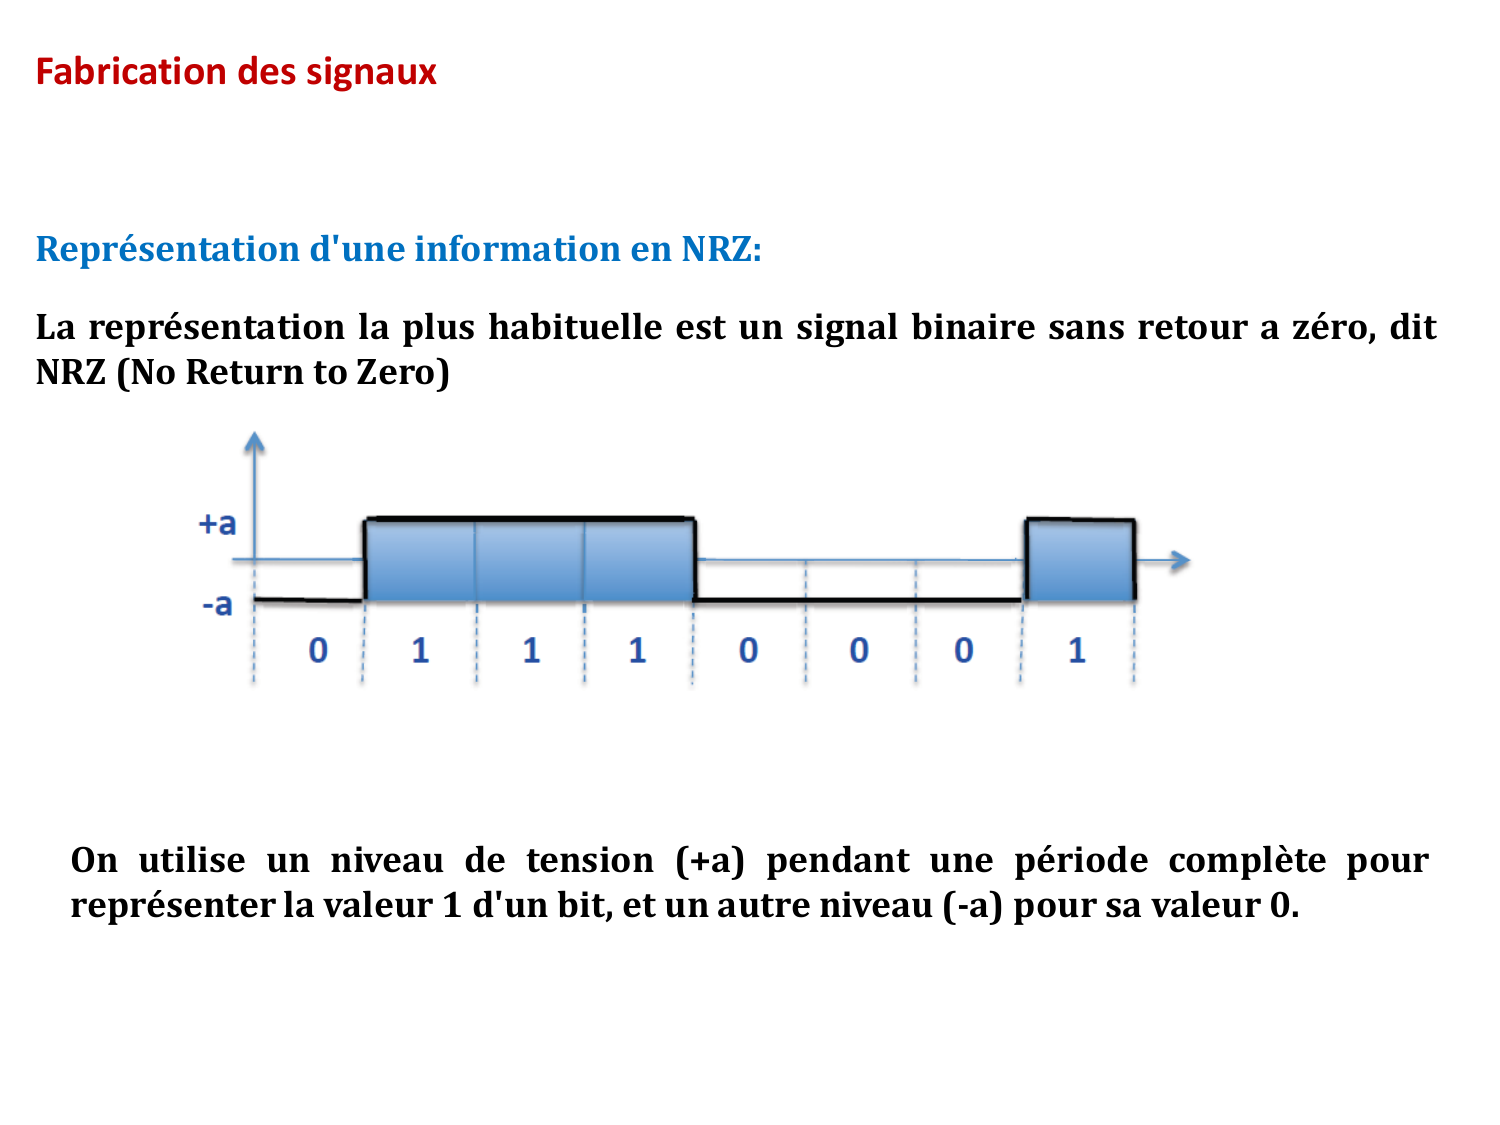 Fabrication des signaux
Représentation d'une information en NRZ:
La représentation la plus habituelle est un signal binaire sans retour a zéro, dit
NRZ (No Return to Zero)
+a
-a
0 1 1 1 0 0 0 1
On utilise un niveau de tension (+a) pendant une période complète pour
représenter la valeur 1 d'un bit, et un autre niveau (-a) pour sa valeur 0.